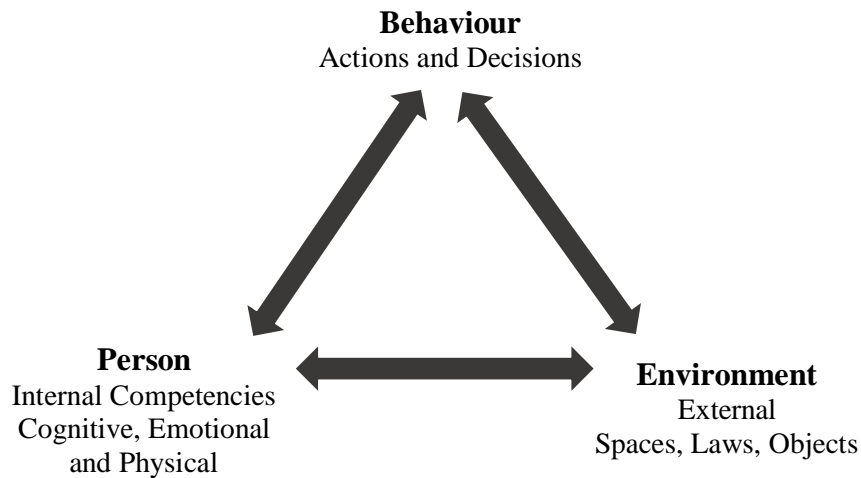 Behaviour
Actions and Decisions
Person
Internal Competencies
Cognitive, Emotional
and Physical
Environment
External
Spaces, Laws, Objects